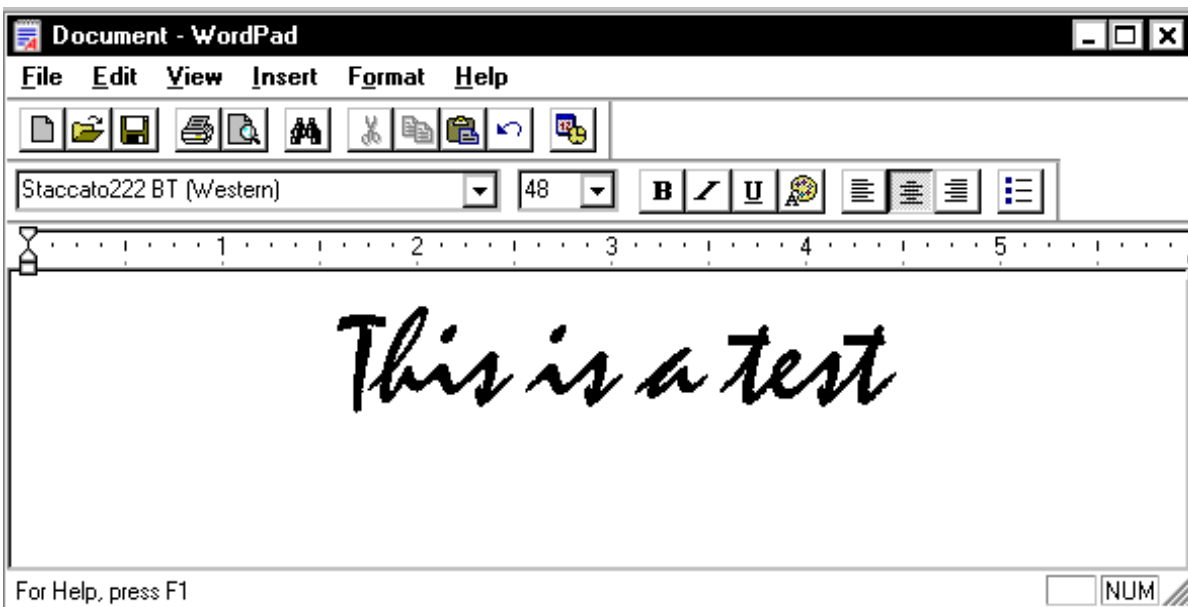 Document - WordPad
File Edit View Insert Format Help
Staccato222 BT (Western) 48 B I U
1 2 3 4 5
This is a test
For Help, press F1 NUM